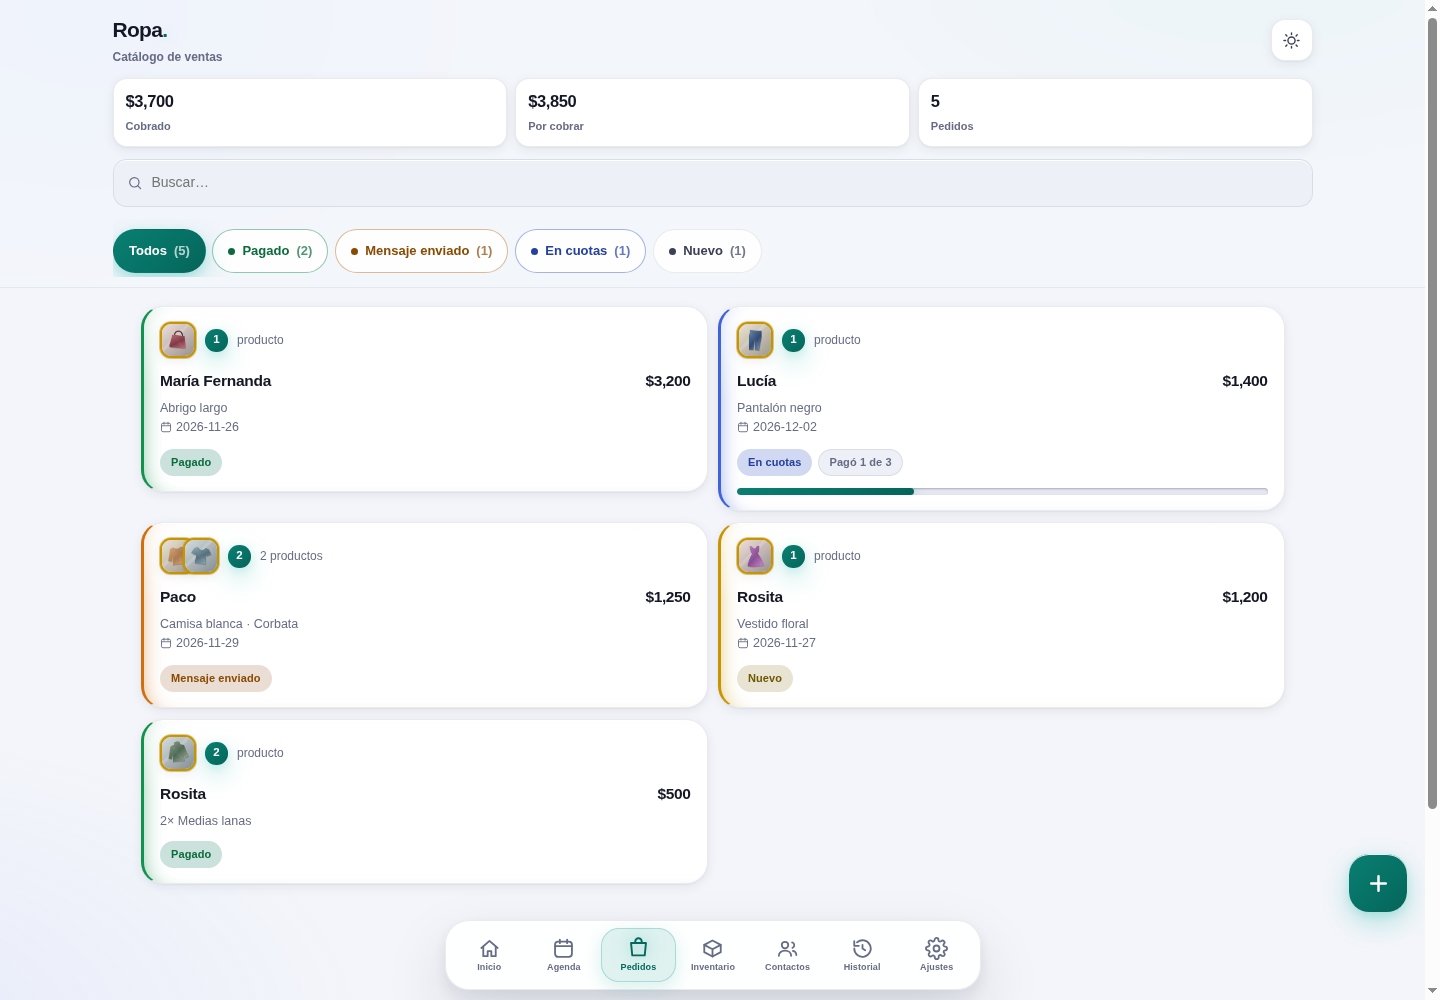 Ropa.
Catálogo de ventas
$3,700
Cobrado
$3,850
Por cobrar
5
Pedidos
Buscar…
Todos (5)
Pagado (2)
Mensaje enviado (1)
En cuotas (1)
Nuevo (1)
1 producto
María Fernanda $3,200
Abrigo largo
2026-11-26
Pagado
1 producto
Lucía $1,400
Pantalón negro
2026-12-02
En cuotas Pagó 1 de 3
2 2 productos
Paco $1,250
Camisa blanca · Corbata
2026-11-29
Mensaje enviado
1 producto
Rosita $1,200
Vestido floral
2026-11-27
Nuevo
2 producto
Rosita $500
2× Medias lanas
Pagado
Inicio
Agenda
Pedidos
Inventario
Contactos
Historial
Ajustes